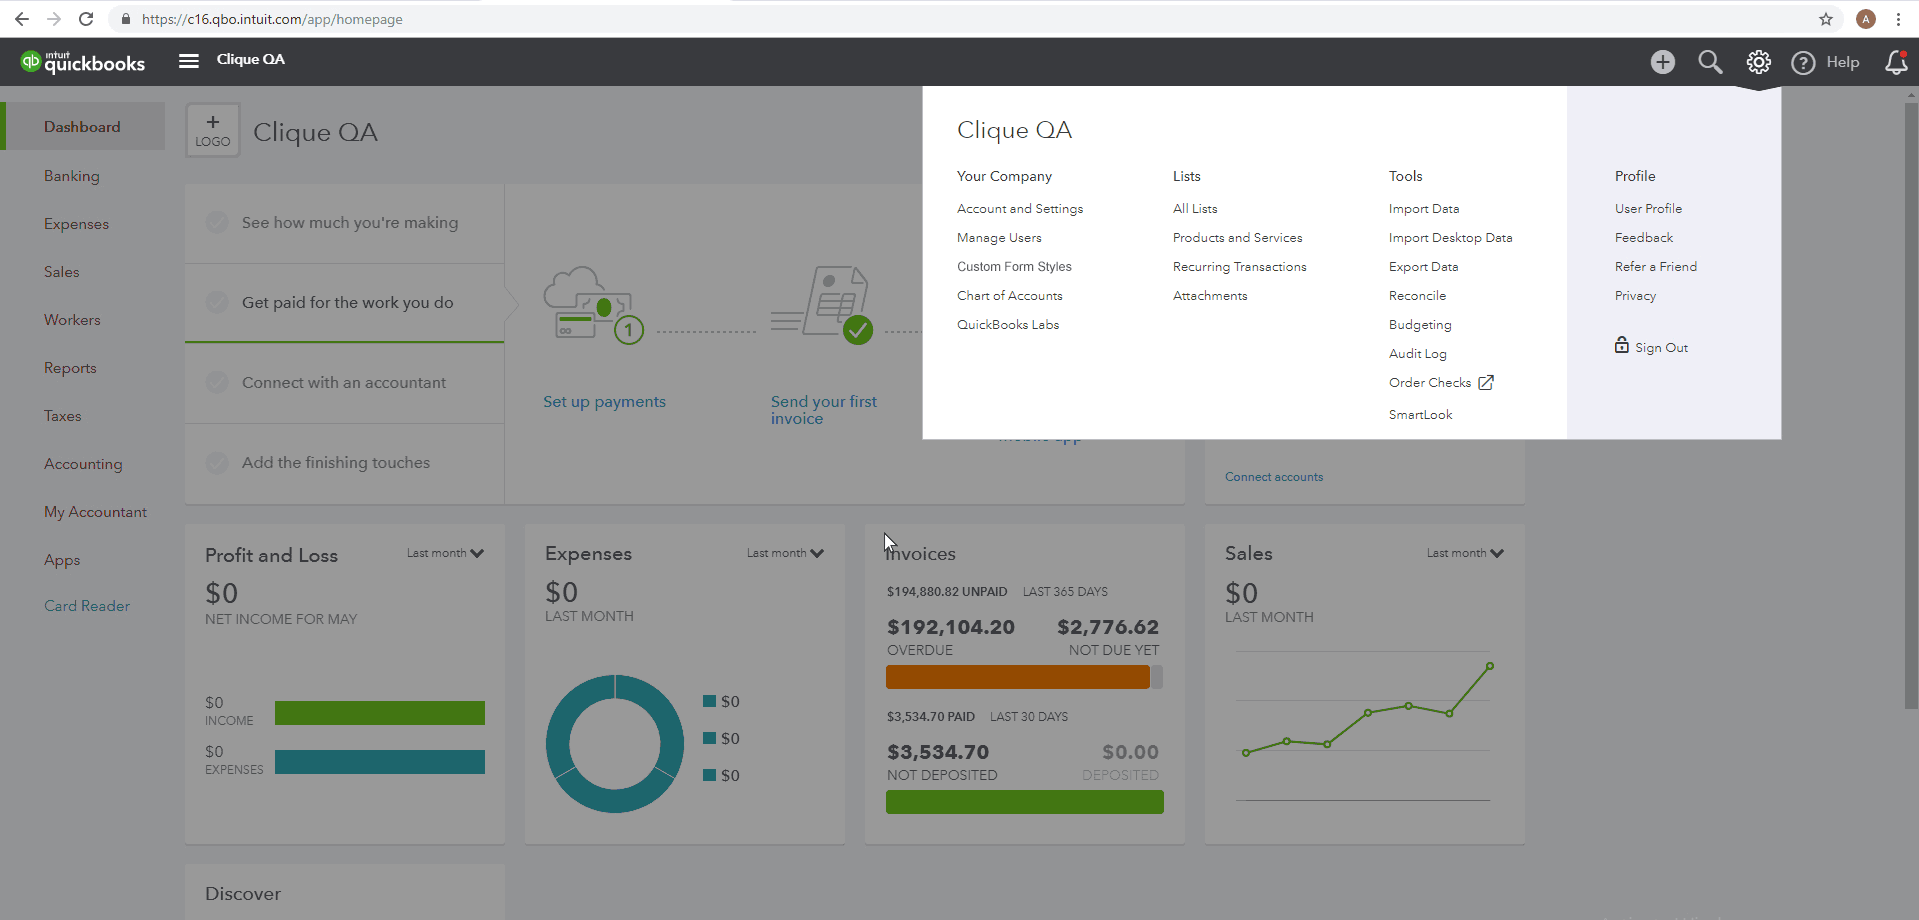 https://c16.qbo.intuit.com/app/homepage
A
intuit
qb quickbooks
Clique QA
Help
Dashboard
Banking
Expenses
Sales
Workers
Reports
Taxes
Accounting
My Accountant
Apps
Card Reader
+
LOGO
Clique QA
See how much you're making
Get paid for the work you do
Connect with an accountant
Add the finishing touches
1
Set up payments
Send your first
invoice
mobile app
Clique QA
Your Company
Account and Settings
Manage Users
Custom Form Styles
Chart of Accounts
QuickBooks Labs
Lists
All Lists
Products and Services
Recurring Transactions
Attachments
Tools
Import Data
Import Desktop Data
Export Data
Reconcile
Budgeting
Audit Log
Order Checks
SmartLook
Profile
User Profile
Feedback
Refer a Friend
Privacy
Sign Out
Connect accounts
Profit and Loss
Last month
$0
NET INCOME FOR MAY
$0
INCOME
$0
EXPENSES
Expenses
Last month
$0
LAST MONTH
$0
$0
$0
Invoices
$194,880.82 UNPAID LAST 365 DAYS
$192,104.20 $2,776.62
OVERDUE NOT DUE YET
$3,534.70 PAID LAST 30 DAYS
$3,534.70 $0.00
NOT DEPOSITED DEPOSITED
Sales
Last month
$0
LAST MONTH
Discover